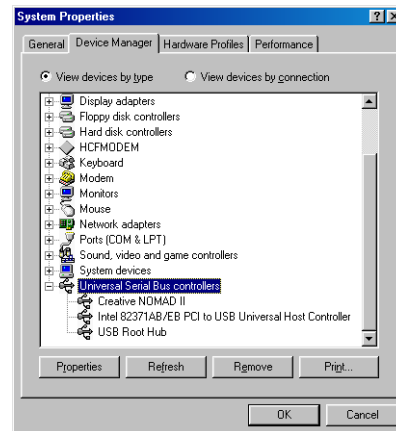 System Properties
General Device Manager Hardware Profiles Performance
View devices by type View devices by connection
Display adapters
Floppy disk controllers
Hard disk controllers
HCFMODEM
Keyboard
Modem
Monitors
Mouse
Network adapters
Ports (COM & LPT)
Sound, video and game controllers
System devices
Universal Serial Bus controllers
Creative NOMAD II
Intel 82371AB/EB PCI to USB Universal Host Controller
USB Root Hub
Properties Refresh Remove Print...
OK Cancel